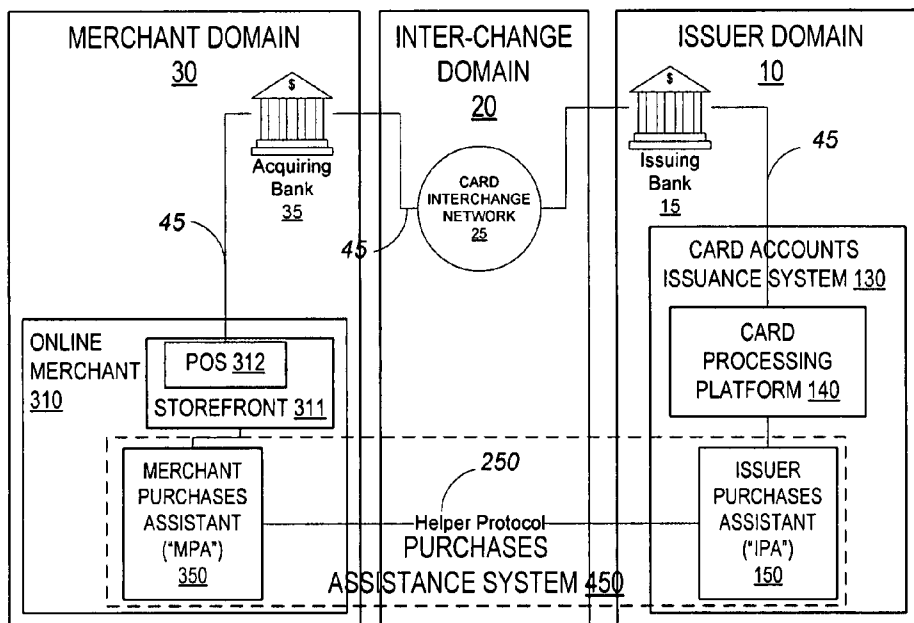 MERCHANT DOMAIN
30
$
Acquiring
Bank
35
45
ONLINE
MERCHANT
310
POS 312
STOREFRONT 311
MERCHANT
PURCHASES
ASSISTANT
("MPA")
350
INTER-CHANGE
DOMAIN
20
CARD
INTERCHANGE
NETWORK
25
45
250
Helper Protocol
PURCHASES
ASSISTANCE SYSTEM 450
ISSUER DOMAIN
10
$
Issuing
Bank
15
45
CARD ACCOUNTS
ISSUANCE SYSTEM 130
CARD
PROCESSING
PLATFORM 140
ISSUER
PURCHASES
ASSISTANT
("IPA")
150